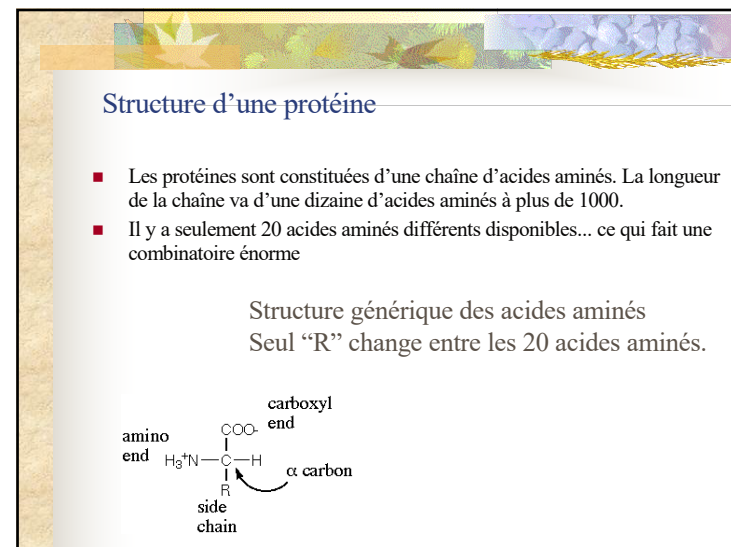 Structure d’une protéine
■ Les protéines sont constituées d’une chaîne d’acides aminés. La longueur
de la chaîne va d’une dizaine d’acides aminés à plus de 1000.
■ Il y a seulement 20 acides aminés différents disponibles... ce qui fait une
combinatoire énorme
Structure générique des acides aminés
Seul “R” change entre les 20 acides aminés.
carboxyl
end
COO-
amino
end
H3+N—C—H
α carbon
R
side
chain